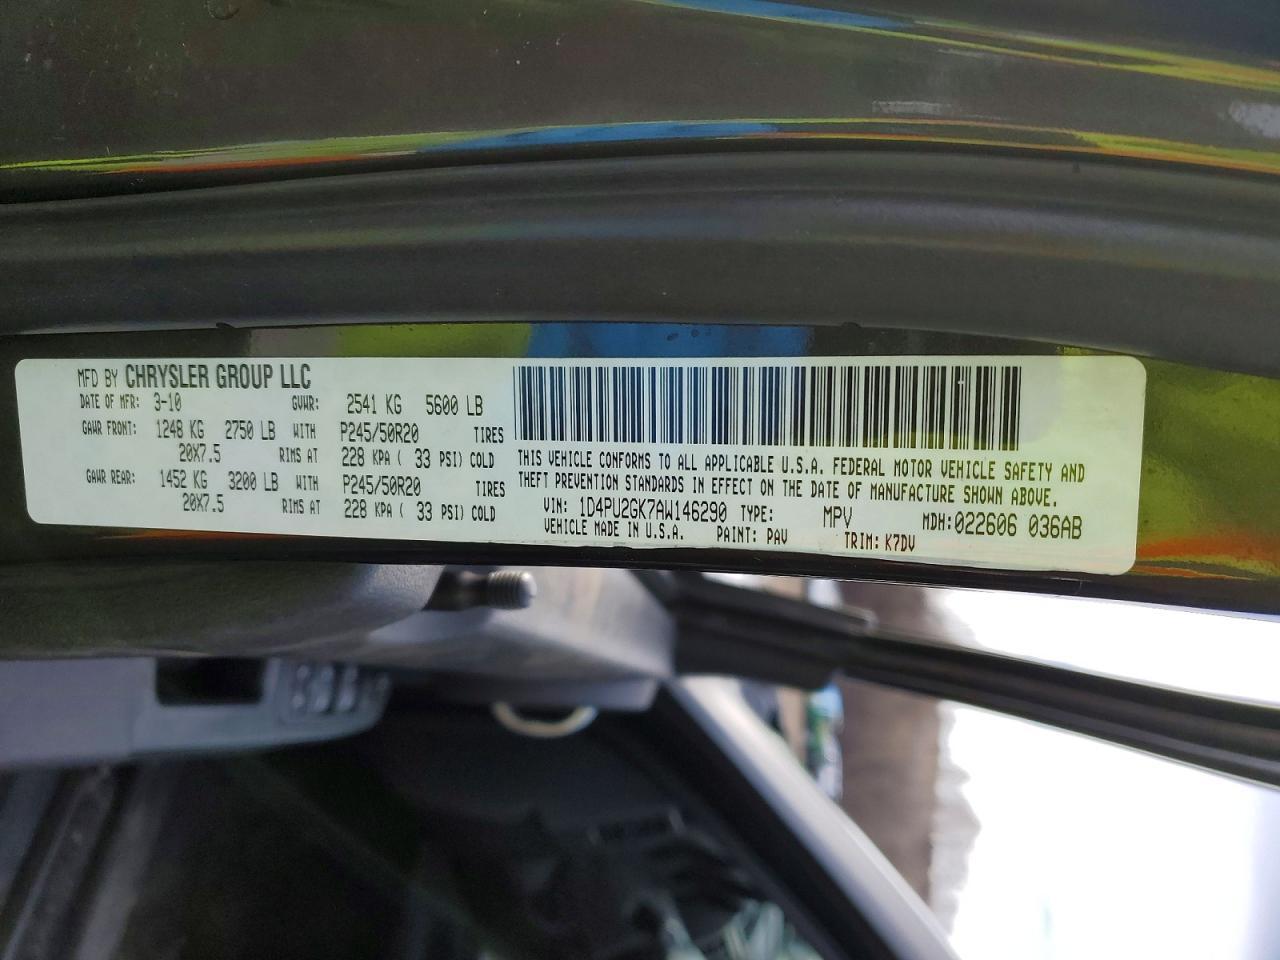 MFD BY CHRYSLER GROUP LLC
DATE OF MFR: 3-10 GVWR: 2541 KG 5600 LB
GAWR FRONT: 1248 KG 2750 LB WITH P245/50R20 TIRES
20X7.5 RIMS AT 228 KPA ( 33 PSI) COLD
GAWR REAR: 1452 KG 3200 LB WITH P245/50R20 TIRES
20X7.5 RIMS AT 228 KPA ( 33 PSI) COLD
THIS VEHICLE CONFORMS TO ALL APPLICABLE U.S.A. FEDERAL MOTOR VEHICLE SAFETY AND
THEFT PREVENTION STANDARDS IN EFFECT ON THE DATE OF MANUFACTURE SHOWN ABOVE.
VIN: 1D4PU2GK7AW146290 TYPE: MPV MDH:022606 036AB
VEHICLE MADE IN U.S.A. PAINT: PAV TRIM: K7DV